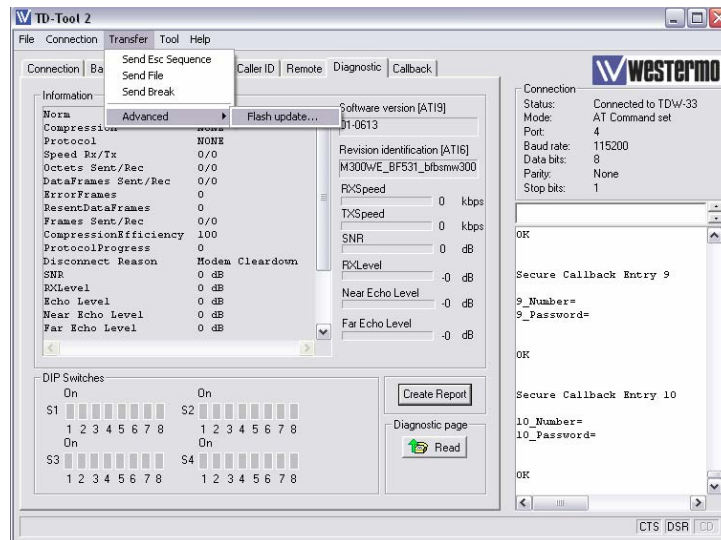 TD-Tool 2
File Connection Transfer Tool Help
Send Esc Sequence
Send File
Send Break
Advanced
Flash update...
Connection Ba Caller ID Remote Diagnostic Callback
Information
Norm
Compression NONE
Protocol NONE
Speed Rx/Tx 0/0
Octets Sent/Rec 0/0
DataFrames Sent/Rec 0/0
ErrorFrames 0
ResentDataFrames 0
Frames Sent/Rec 0/0
CompressionEfficiency 100
ProtocolProgress 0
Disconnect Reason Modem Cleardown
SNR 0 dB
RXLevel 0 dB
Echo Level 0 dB
Near Echo Level 0 dB
Far Echo Level 0 dB
Software version (ATI9)
01-0613
Revision identification (ATI6)
M300WE_BF531_bfbsmw300
RXSpeed
0 kbps
TXSpeed
0 kbps
SNR
0 dB
RXLevel
-0 dB
Near Echo Level
-0 dB
Far Echo Level
-0 dB
DIP Switches
On On
S1 S2
1 2 3 4 5 6 7 8 1 2 3 4 5 6 7 8
On On
S3 S4
1 2 3 4 5 6 7 8 1 2 3 4 5 6 7 8
Create Report
Diagnostic page
Read
westermo
Connection
Status: Connected to TDW-33
Mode: AT Command set
Port: 4
Baud rate: 115200
Data bits: 8
Parity: None
Stop bits: 1
OK
Secure Callback Entry 9
9_Number=
9_Password=
OK
Secure Callback Entry 10
10_Number=
10_Password=
OK
CTS DSR CD